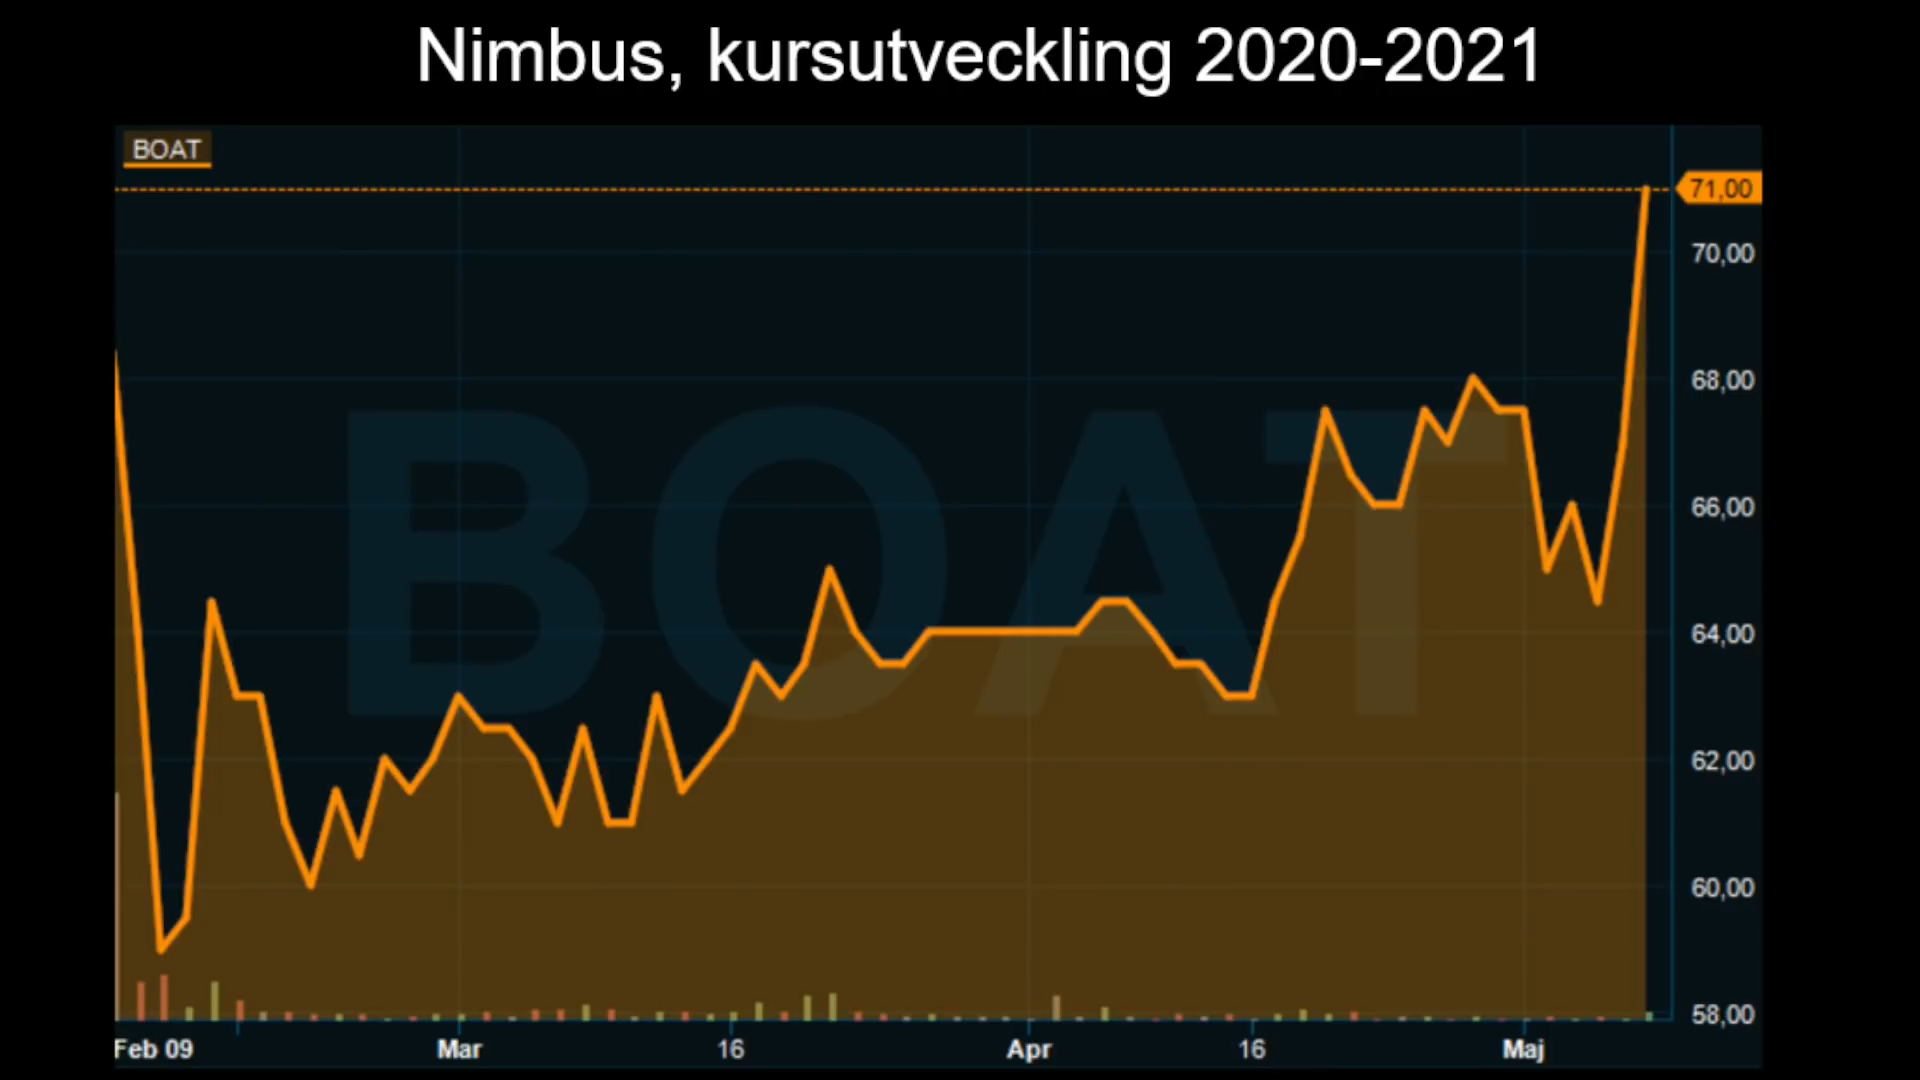 Nimbus, kursutveckling 2020-2021
BOAT
71,00
70,00
68,00
BOAT
66,00
64,00
62,00
60,00
58,00
Feb 09 Mar 16 Apr 16 Maj